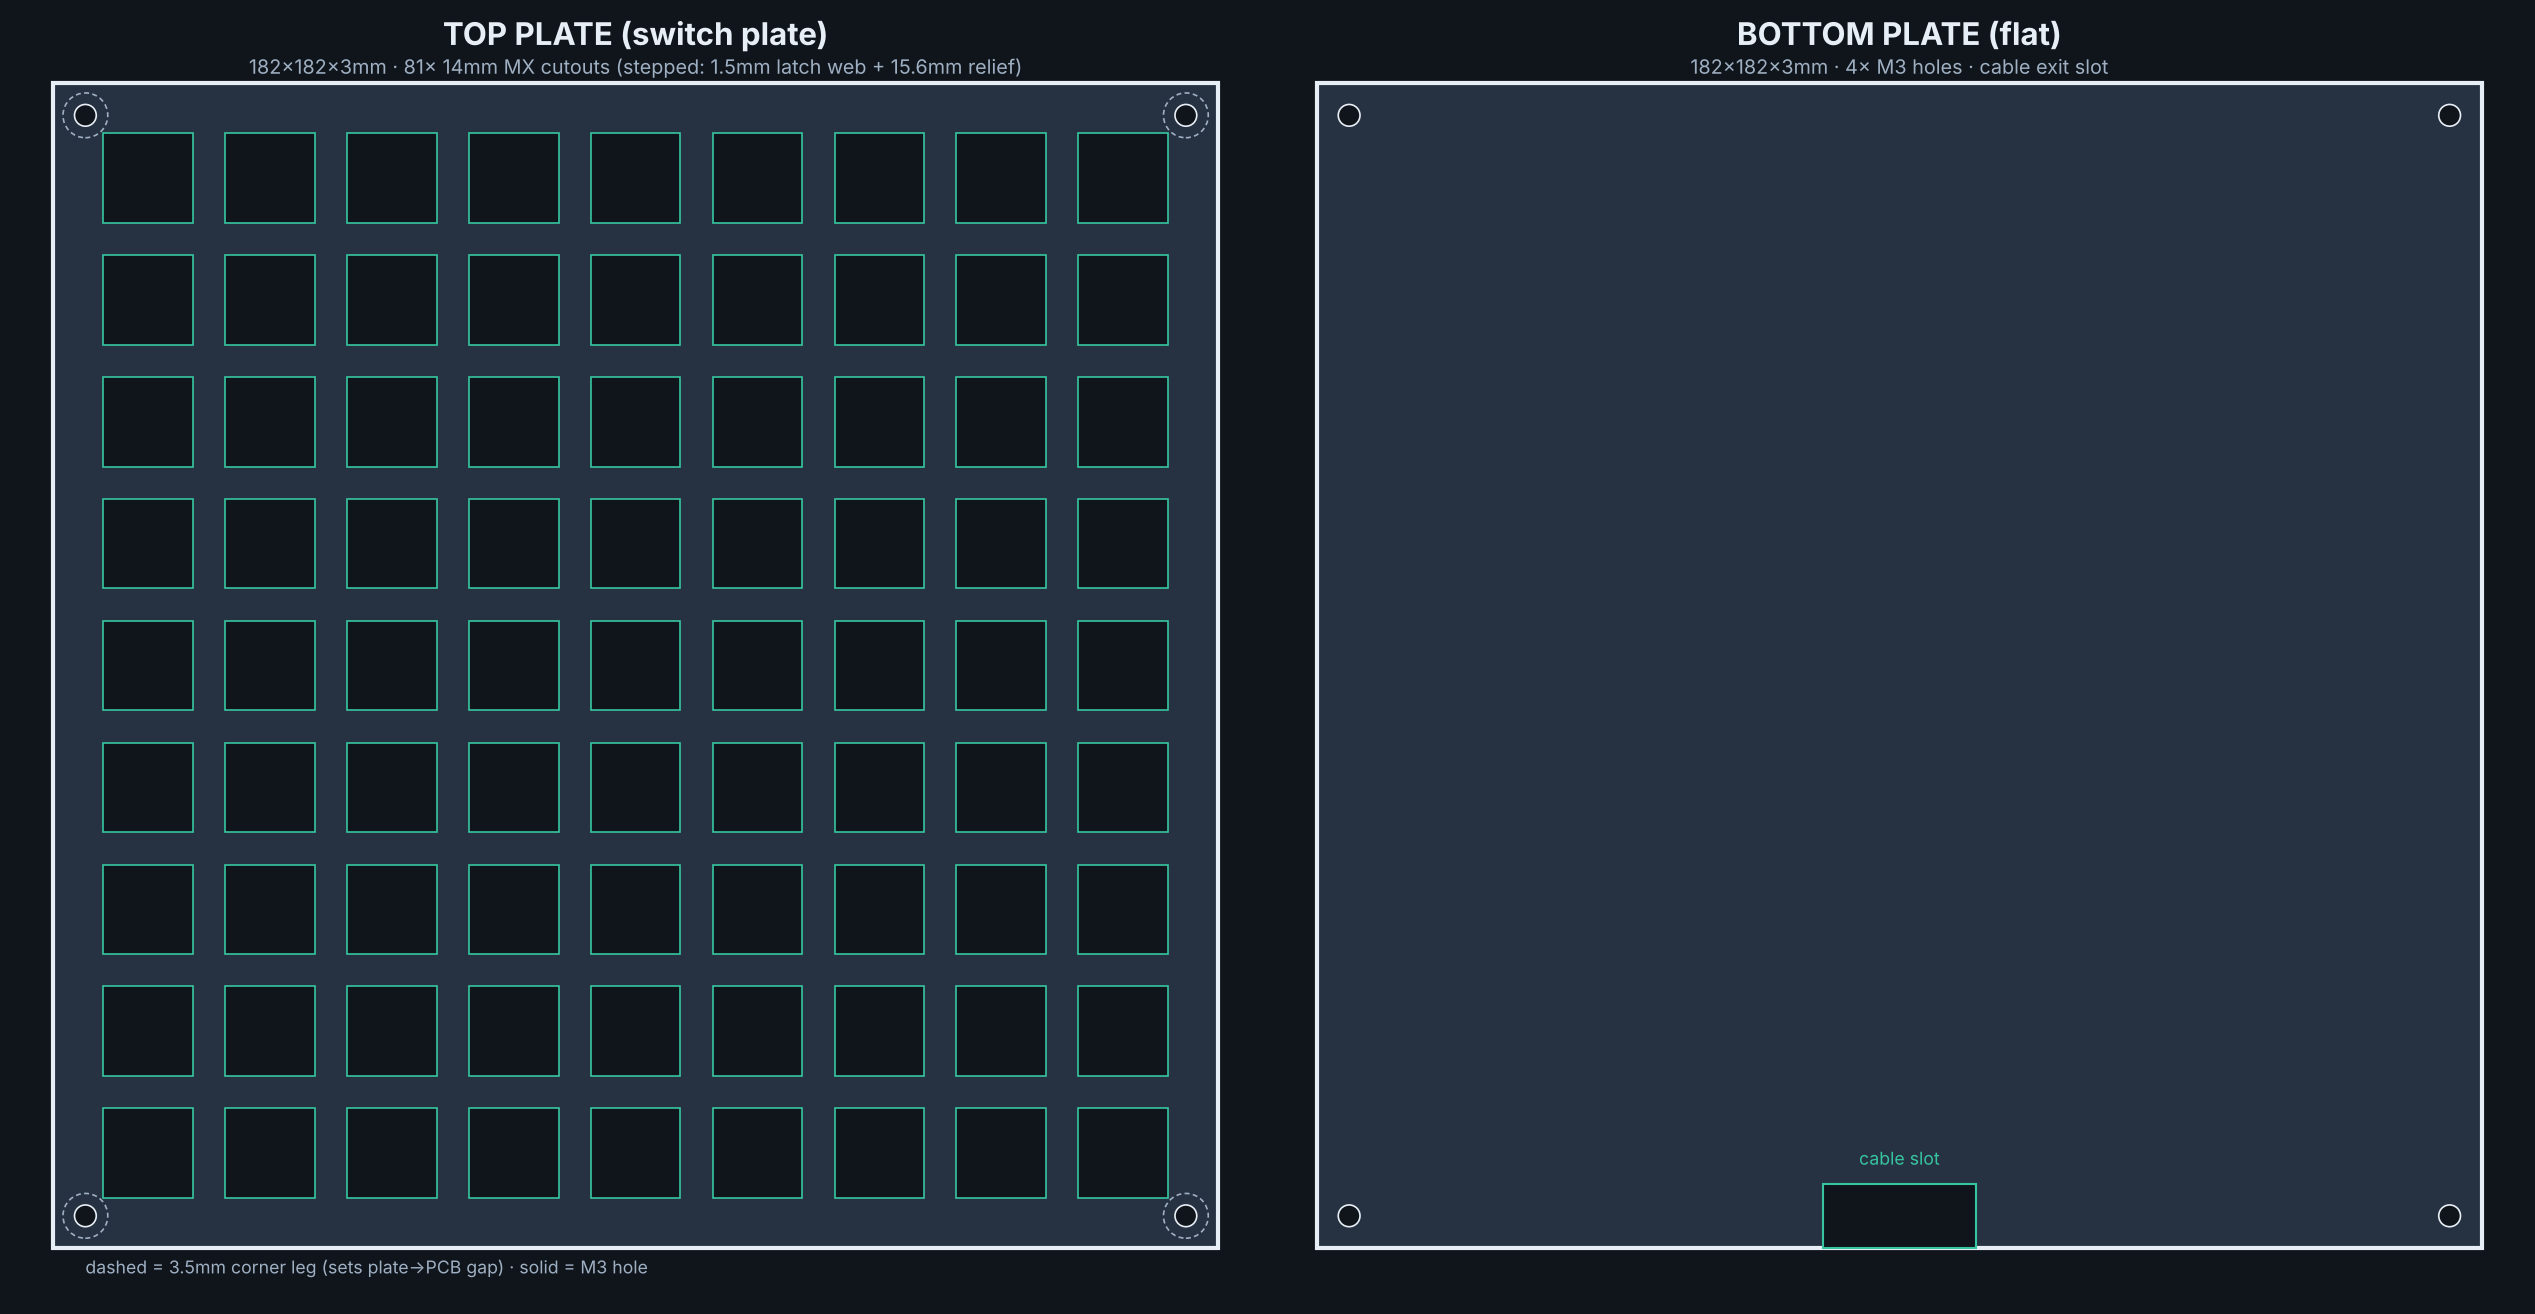 TOP PLATE (switch plate)
182×182×3mm · 81× 14mm MX cutouts (stepped: 1.5mm latch web + 15.6mm relief)
dashed = 3.5mm corner leg (sets plate→PCB gap) · solid = M3 hole
BOTTOM PLATE (flat)
182×182×3mm · 4× M3 holes · cable exit slot
cable slot